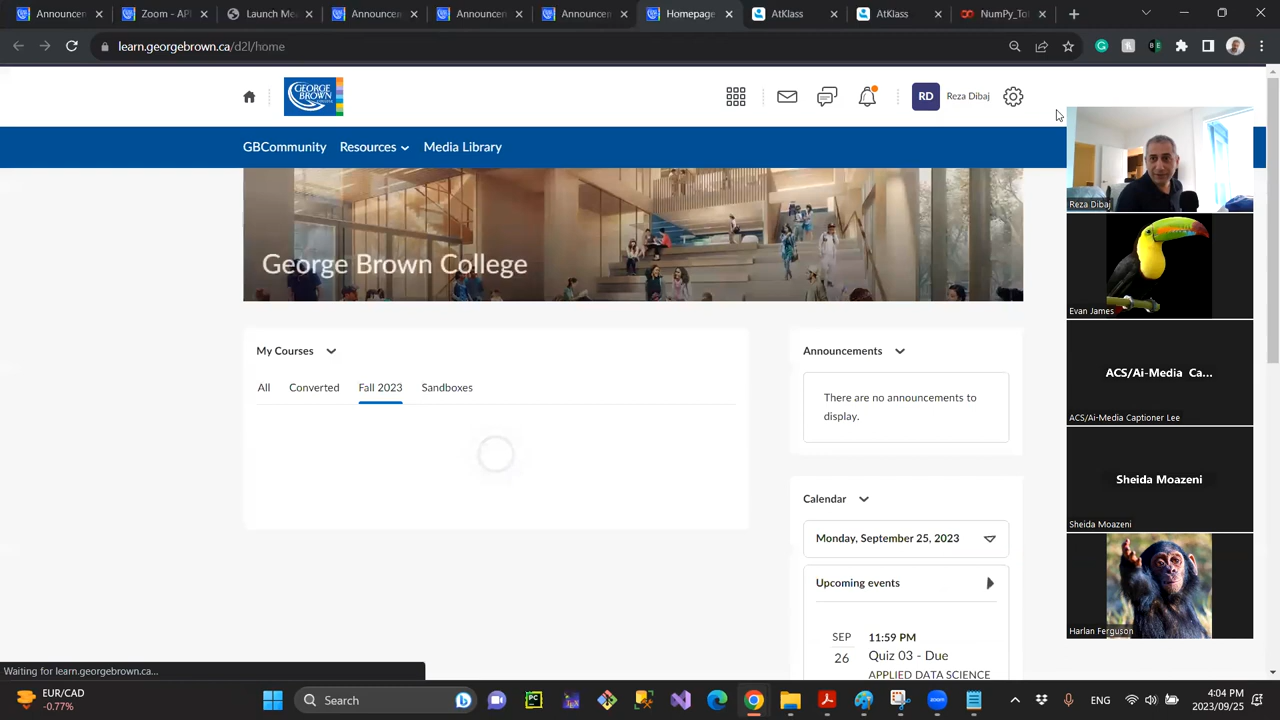 Announcem
Zoom - API
Launch Me
Announcem
Announcem
Announcem
Homepage
AtKlass
AtKlass
NumPy_Tu
learn.georgebrown.ca/d2l/home
GEORGE BROWN COLLEGE
RD
Reza Dibaj
GBCommunity Resources Media Library
George Brown College
My Courses
All Converted Fall 2023 Sandboxes
Announcements
There are no announcements to
display.
Calendar
Monday, September 25, 2023
Upcoming events
SEP 11:59 PM
26 Quiz 03 - Due
APPLIED DATA SCIENCE
Reza Dibaj
Evan James
ACS/Ai-Media Ca...
ACS/Ai-Media Captioner Lee
Sheida Moazeni
Sheida Moazeni
Harlan Ferguson
Waiting for learn.georgebrown.ca...
EUR/CAD
-0.77%
Search
PC
zoom
ENG
4:04 PM
2023/09/25